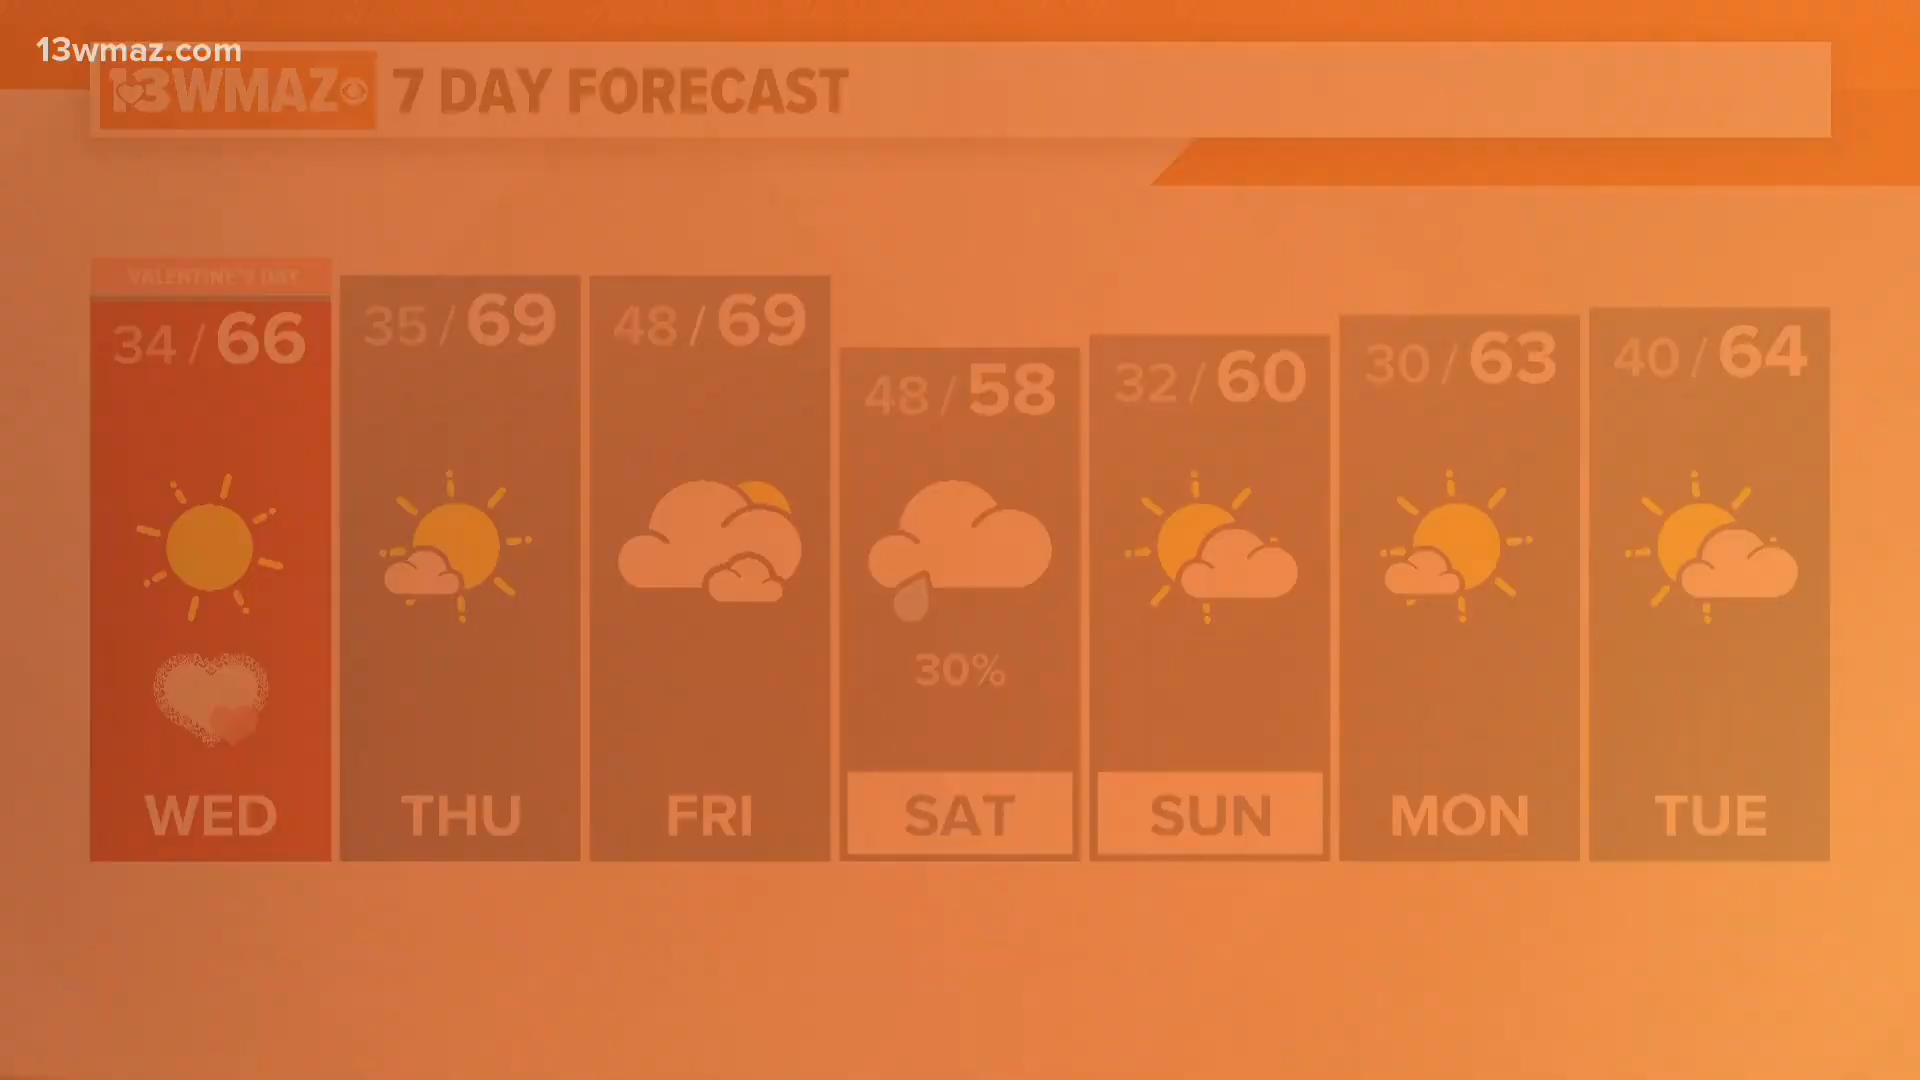 13wmaz.com
13WMAZ 7 DAY FORECAST
VALENTINE'S DAY
34 / 66
35 / 69
48 / 69
48 / 58
32 / 60
30 / 63
40 / 64
30%
WED
THU
FRI
SAT
SUN
MON
TUE